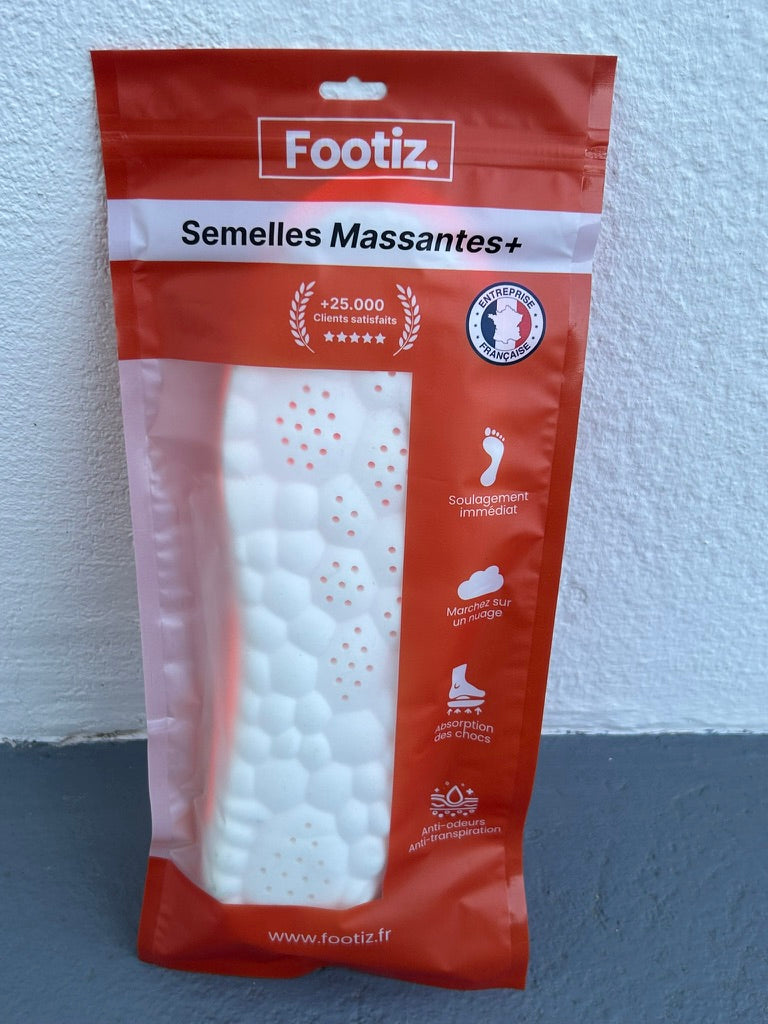 Footiz.
Semelles Massantes+
+25.000
Clients satisfaits
ENTREPRISE
FRANÇAISE
Soulagement
immédiat
Marchez sur
un nuage
Absorption
des chocs
Anti-odeurs
Anti-transpiration
www.footiz.fr